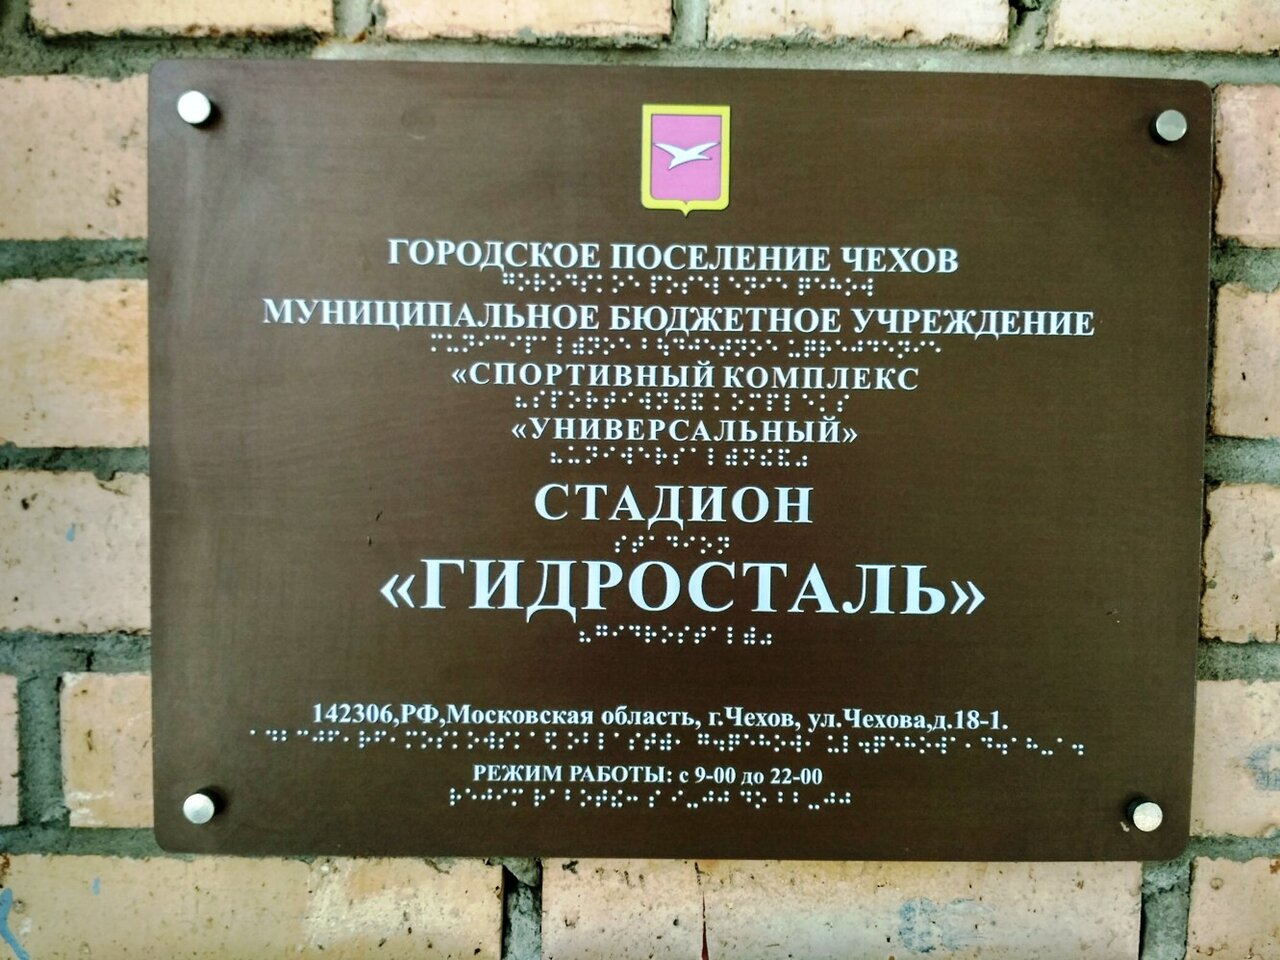 ГОРОДСКОЕ ПОСЕЛЕНИЕ ЧЕХОВ
МУНИЦИПАЛЬНОЕ БЮДЖЕТНОЕ УЧРЕЖДЕНИЕ
«СПОРТИВНЫЙ КОМПЛЕКС
«УНИВЕРСАЛЬНЫЙ»
СТАДИОН
«ГИДРОСТАЛЬ»
142306,РФ,Московская область, г.Чехов, ул.Чехова,д.18-1.
РЕЖИМ РАБОТЫ: с 9-00 до 22-00